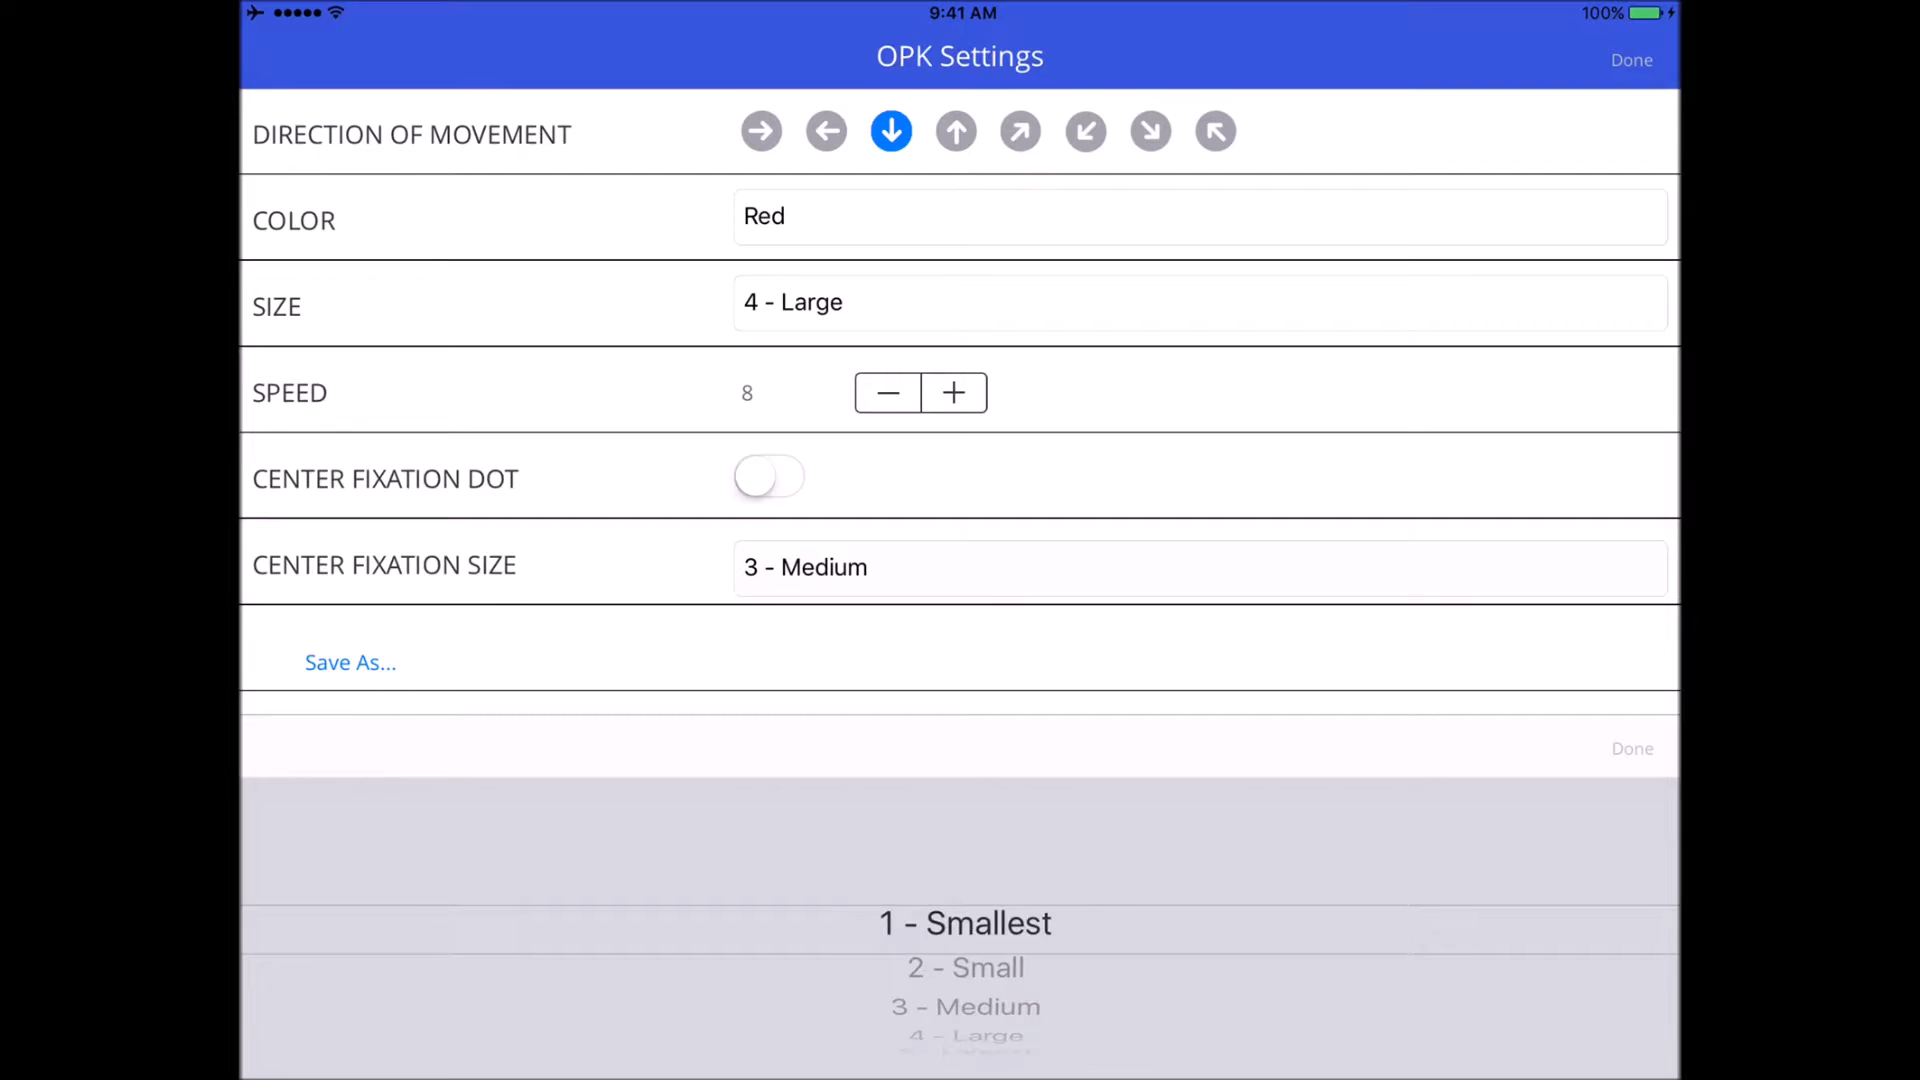 9:41 AM
100%
OPK Settings
Done
DIRECTION OF MOVEMENT
COLOR
Red
SIZE
4 - Large
SPEED
8
CENTER FIXATION DOT
CENTER FIXATION SIZE
3 - Medium
Save As...
Done
1 - Smallest
2 - Small
3 - Medium
4 - Large